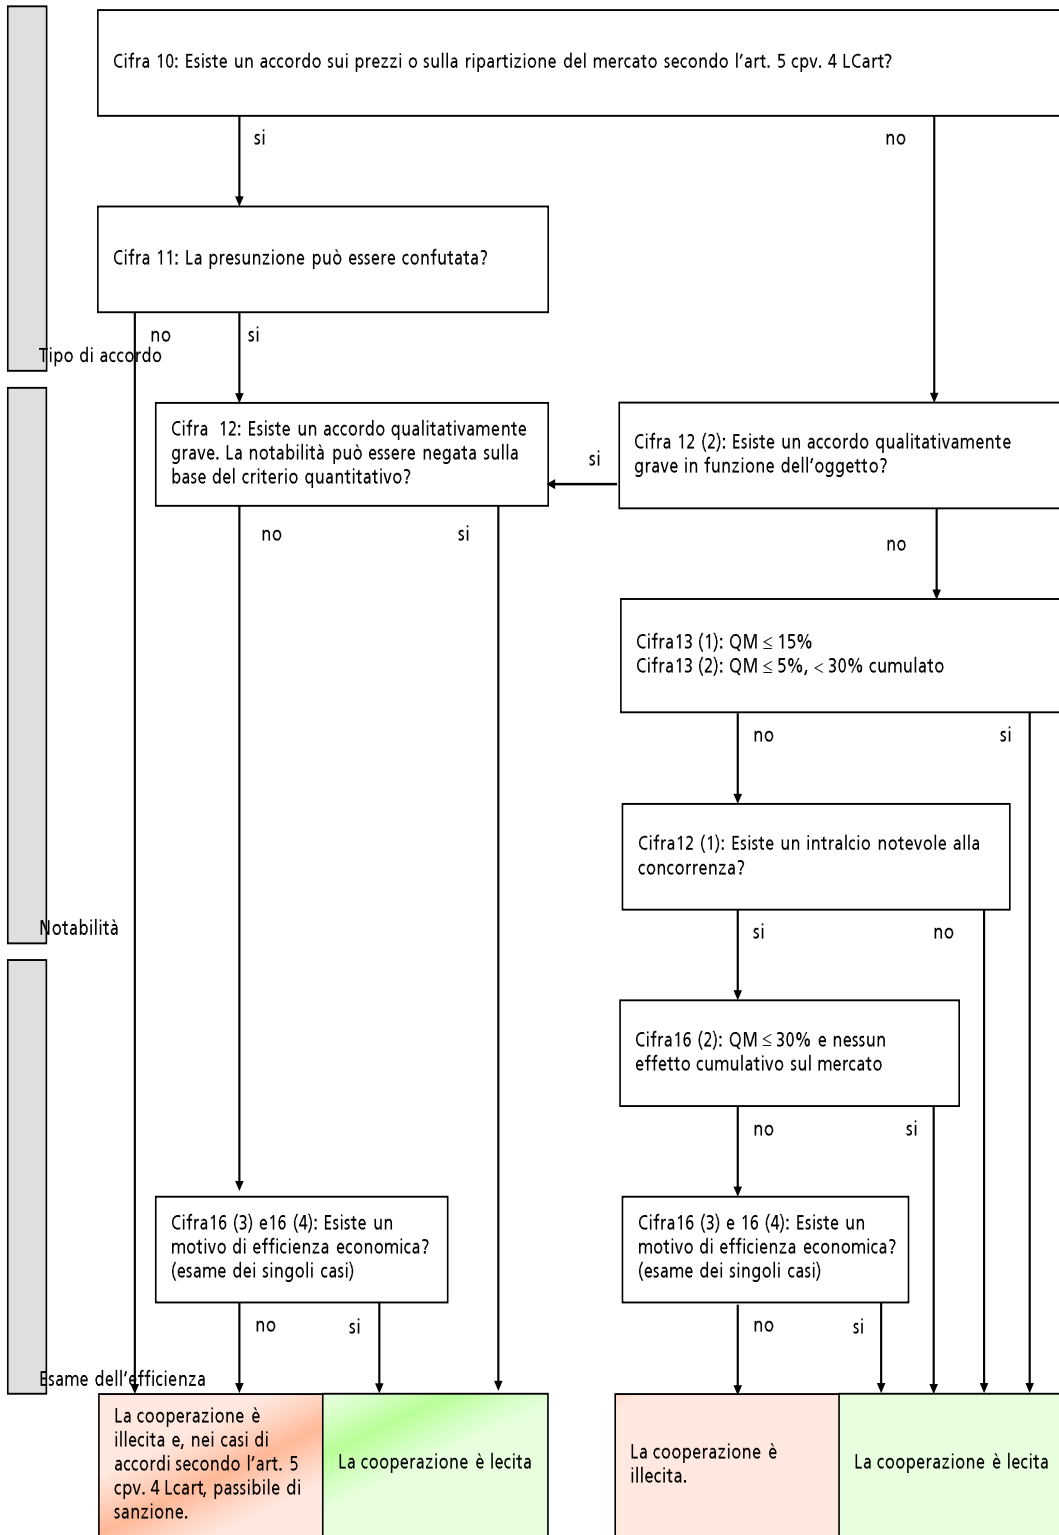 Cifra 10: Esiste un accordo sui prezzi o sulla ripartizione del mercato secondo l'art. 5 cpv. 4 LCart?
si
no
Cifra 11: La presunzione può essere confutata?
no
si
Tipo di accordo
Cifra 12: Esiste un accordo qualitativamente
grave. La notabilità può essere negata sulla
base del criterio quantitativo?
si
Cifra 12 (2): Esiste un accordo qualitativamente
grave in funzione dell'oggetto?
no
si
no
Cifra13 (1): QM ≤ 15%
Cifra13 (2): QM ≤ 5%, < 30% cumulato
no
si
Cifra12 (1): Esiste un intralcio notevole alla
concorrenza?
Notabilità
si
no
Cifra16 (2): QM ≤ 30% e nessun
effetto cumulativo sul mercato
no
si
Cifra16 (3) e16 (4): Esiste un
motivo di efficienza economica?
(esame dei singoli casi)
Cifra16 (3) e 16 (4): Esiste un
motivo di efficienza economica?
(esame dei singoli casi)
no
si
no
si
Esame dell'efficienza
La cooperazione è
illecita e, nei casi di
accordi secondo l'art. 5
cpv. 4 Lcart, passibile di
sanzione.
La cooperazione è lecita
La cooperazione è
illecita.
La cooperazione è lecita